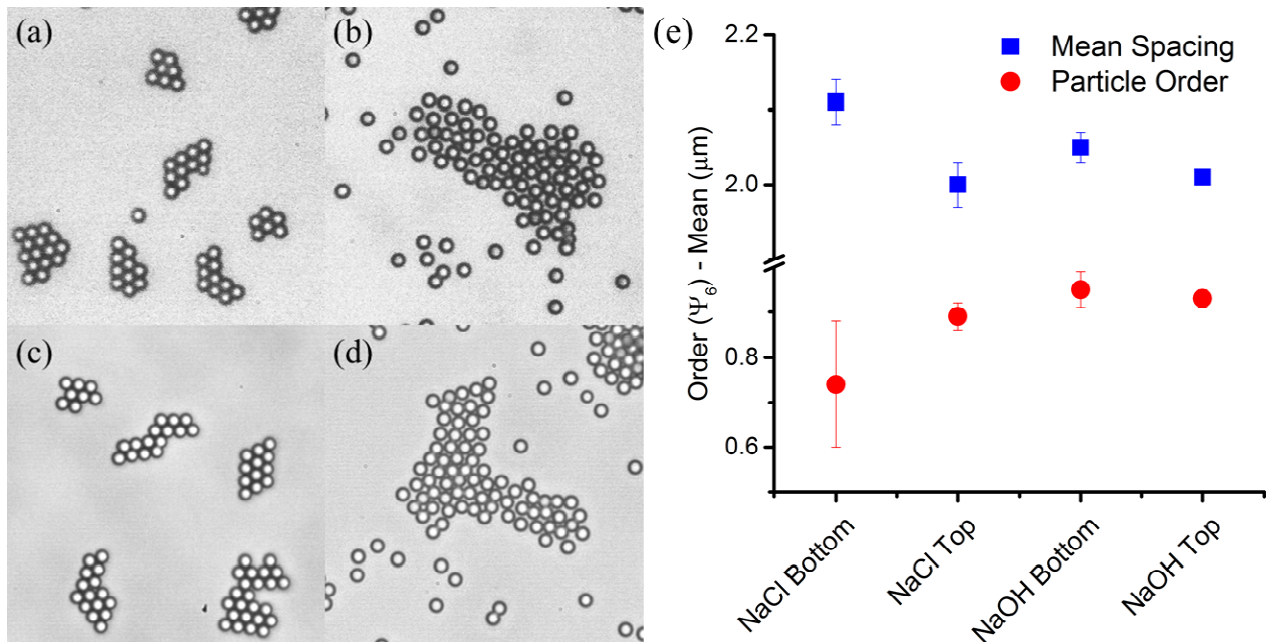 (a)
(b)
(c)
(d)
(e)
Mean Spacing
Particle Order
2.2
2.0
0.8
0.6
Order (Ψ₆) - Mean (μm)
NaCl Bottom
NaCl Top
NaOH Bottom
NaOH Top